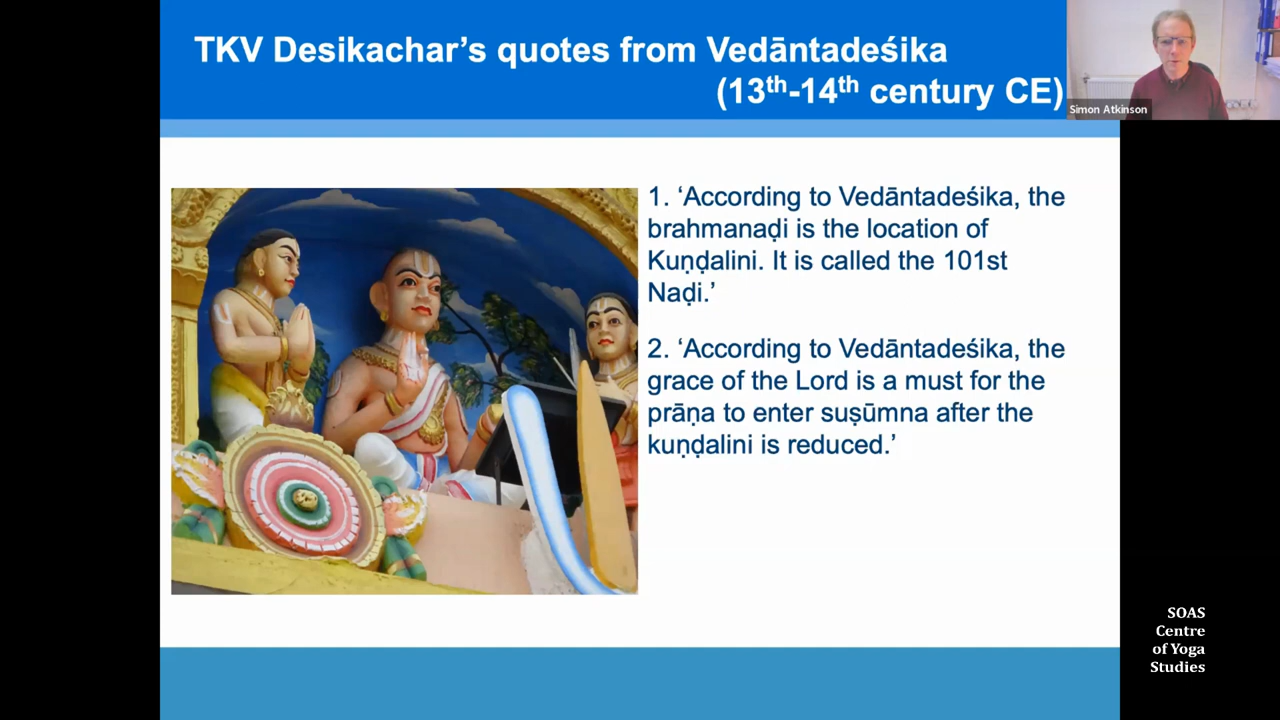 TKV Desikachar’s quotes from Vedāntadeśika
(13th-14th century CE)
Simon Atkinson
1. ‘According to Vedāntadeśika, the
brahmanaḍi is the location of
Kuṇḍalini. It is called the 101st
Naḍi.’
2. ‘According to Vedāntadeśika, the
grace of the Lord is a must for the
prāṇa to enter suṣūmna after the
kuṇḍalini is reduced.’
SOAS
Centre
of Yoga
Studies